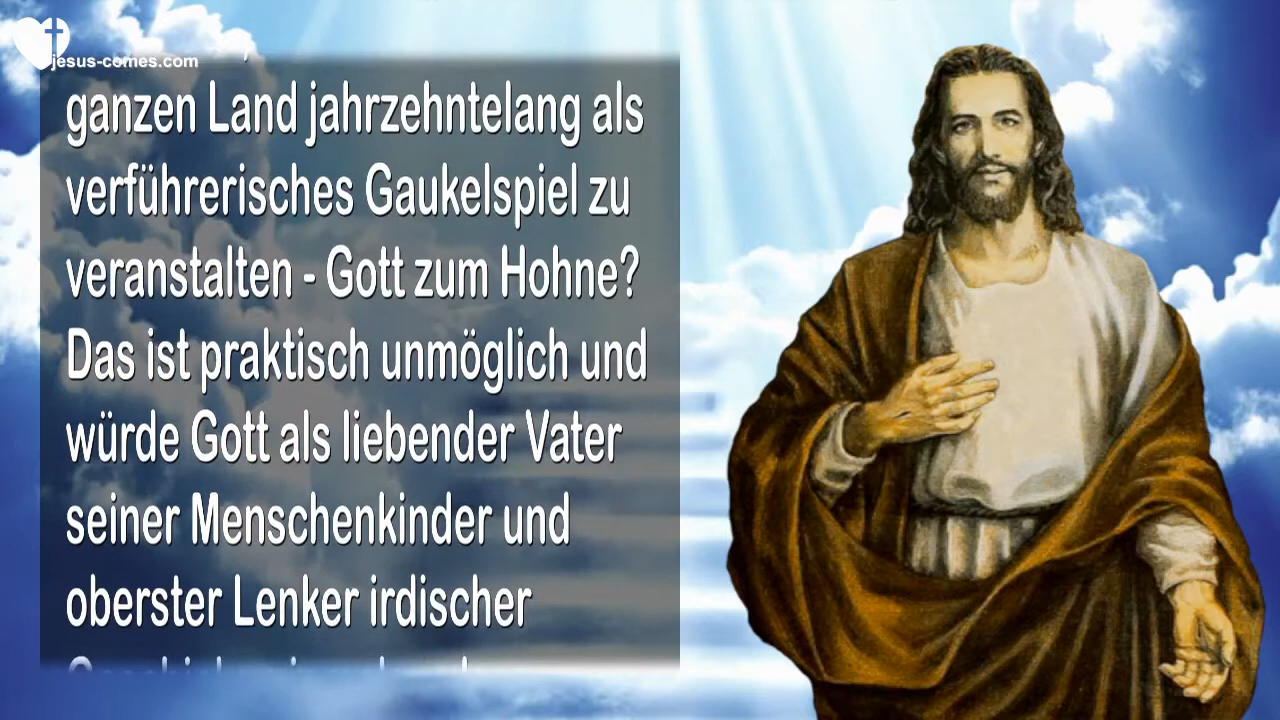 jesus-comes.com
ganzen Land jahrzehntelang als
verführerisches Gaukelspiel zu
veranstalten - Gott zum Hohne?
Das ist praktisch unmöglich und
würde Gott als liebender Vater
seiner Menschenkinder und
oberster Lenker irdischer